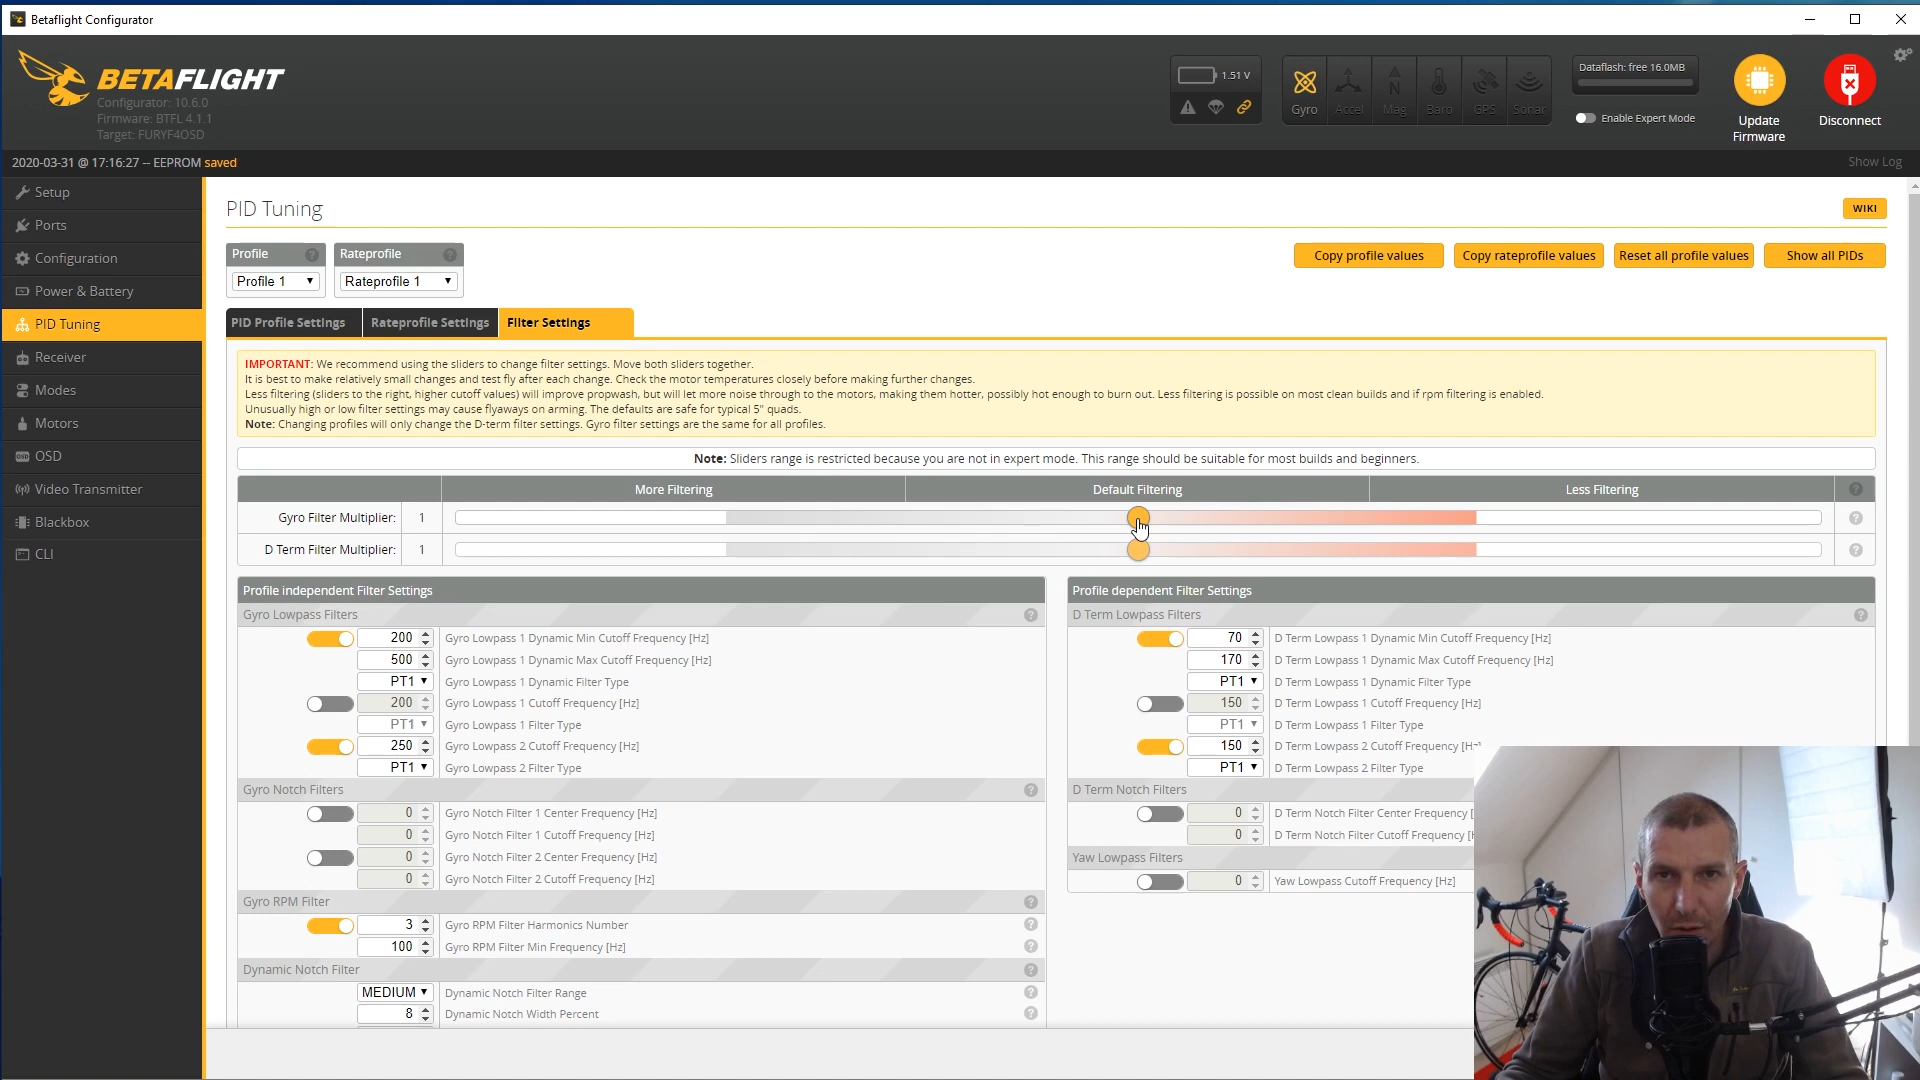 Betaflight Configurator
BETAFLIGHT
Configurator: 10.6.0
Firmware: BTFL 4.1.1
Target: FURYF4OSD
1.51 V
Gyro
Accel
Mag
Baro
GPS
Sonar
Dataflash: free 16.0MB
Enable Expert Mode
Update
Firmware
Disconnect
2020-03-31 @ 17:16:27 -- EEPROM saved
Show Log
Setup
Ports
Configuration
Power & Battery
PID Tuning
Receiver
Modes
Motors
OSD
Video Transmitter
Blackbox
CLI
PID Tuning
WIKI
Profile
Rateprofile
Profile 1
Rateprofile 1
Copy profile values
Copy rateprofile values
Reset all profile values
Show all PIDs
PID Profile Settings
Rateprofile Settings
Filter Settings
IMPORTANT: We recommend using the sliders to change filter settings. Move both sliders together.
It is best to make relatively small changes and test fly after each change. Check the motor temperatures closely before making further changes.
Less filtering (sliders to the right, higher cutoff values) will improve propwash, but will let more noise through to the motors, making them hotter, possibly hot enough to burn out. Less filtering is possible on most clean builds and if rpm filtering is enabled.
Unusually high or low filter settings may cause flyaways on arming. The defaults are safe for typical 5" quads.
Note: Changing profiles will only change the D-term filter settings. Gyro filter settings are the same for all profiles.
Note: Sliders range is restricted because you are not in expert mode. This range should be suitable for most builds and beginners.
More Filtering
Default Filtering
Less Filtering
Gyro Filter Multiplier: 1
D Term Filter Multiplier: 1
Profile independent Filter Settings
Gyro Lowpass Filters
200 Gyro Lowpass 1 Dynamic Min Cutoff Frequency [Hz]
500 Gyro Lowpass 1 Dynamic Max Cutoff Frequency [Hz]
PT1 Gyro Lowpass 1 Dynamic Filter Type
200 Gyro Lowpass 1 Cutoff Frequency [Hz]
PT1 Gyro Lowpass 1 Filter Type
250 Gyro Lowpass 2 Cutoff Frequency [Hz]
PT1 Gyro Lowpass 2 Filter Type
Gyro Notch Filters
0 Gyro Notch Filter 1 Center Frequency [Hz]
0 Gyro Notch Filter 1 Cutoff Frequency [Hz]
0 Gyro Notch Filter 2 Center Frequency [Hz]
0 Gyro Notch Filter 2 Cutoff Frequency [Hz]
Gyro RPM Filter
3 Gyro RPM Filter Harmonics Number
100 Gyro RPM Filter Min Frequency [Hz]
Dynamic Notch Filter
MEDIUM Dynamic Notch Filter Range
8 Dynamic Notch Width Percent
Profile dependent Filter Settings
D Term Lowpass Filters
70 D Term Lowpass 1 Dynamic Min Cutoff Frequency [Hz]
170 D Term Lowpass 1 Dynamic Max Cutoff Frequency [Hz]
PT1 D Term Lowpass 1 Dynamic Filter Type
150 D Term Lowpass 1 Cutoff Frequency [Hz]
PT1 D Term Lowpass 1 Filter Type
150 D Term Lowpass 2 Cutoff Frequency
PT1 D Term Lowpass 2 Filter Type
D Term Notch Filters
0 D Term Notch Filter Center Frequency
0 D Term Notch Filter Cutoff Frequency
Yaw Lowpass Filters
0 Yaw Lowpass Cutoff Frequency [Hz]